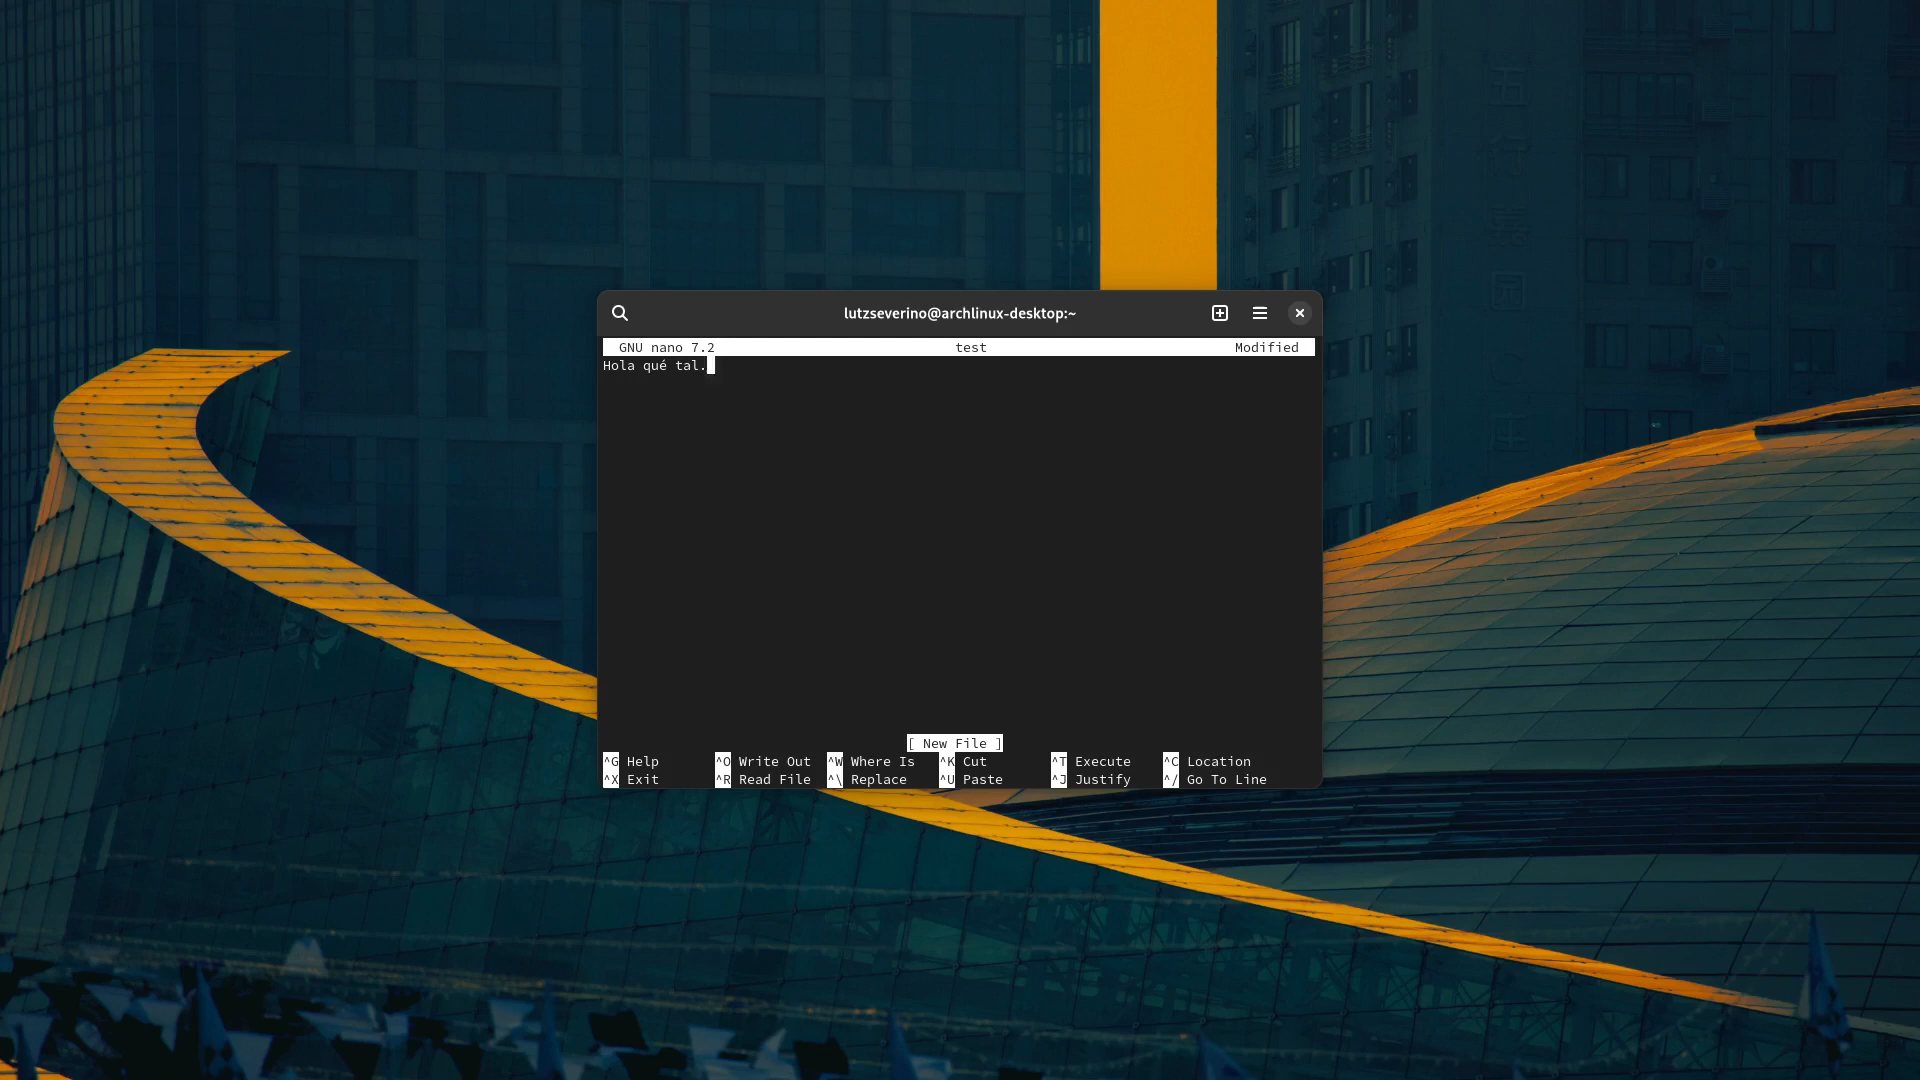 lutzseverino@archlinux-desktop:~
GNU nano 7.2 test Modified
Hola qué tal.
[ New File ]
^G Help ^O Write Out ^W Where Is ^K Cut ^T Execute ^C Location
^X Exit ^R Read File ^\ Replace ^U Paste ^J Justify ^/ Go To Line